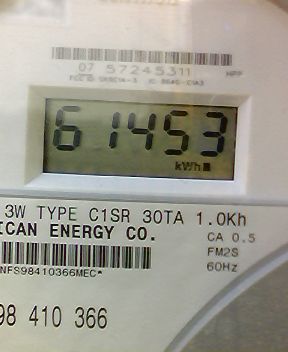 07 57245311
61453
kWh
3W TYPE C1SR 30TA 1.0Kh
ICAN ENERGY CO.
CA 0.5
FM2S
60Hz
NFS98410366MEC*
98 410 366